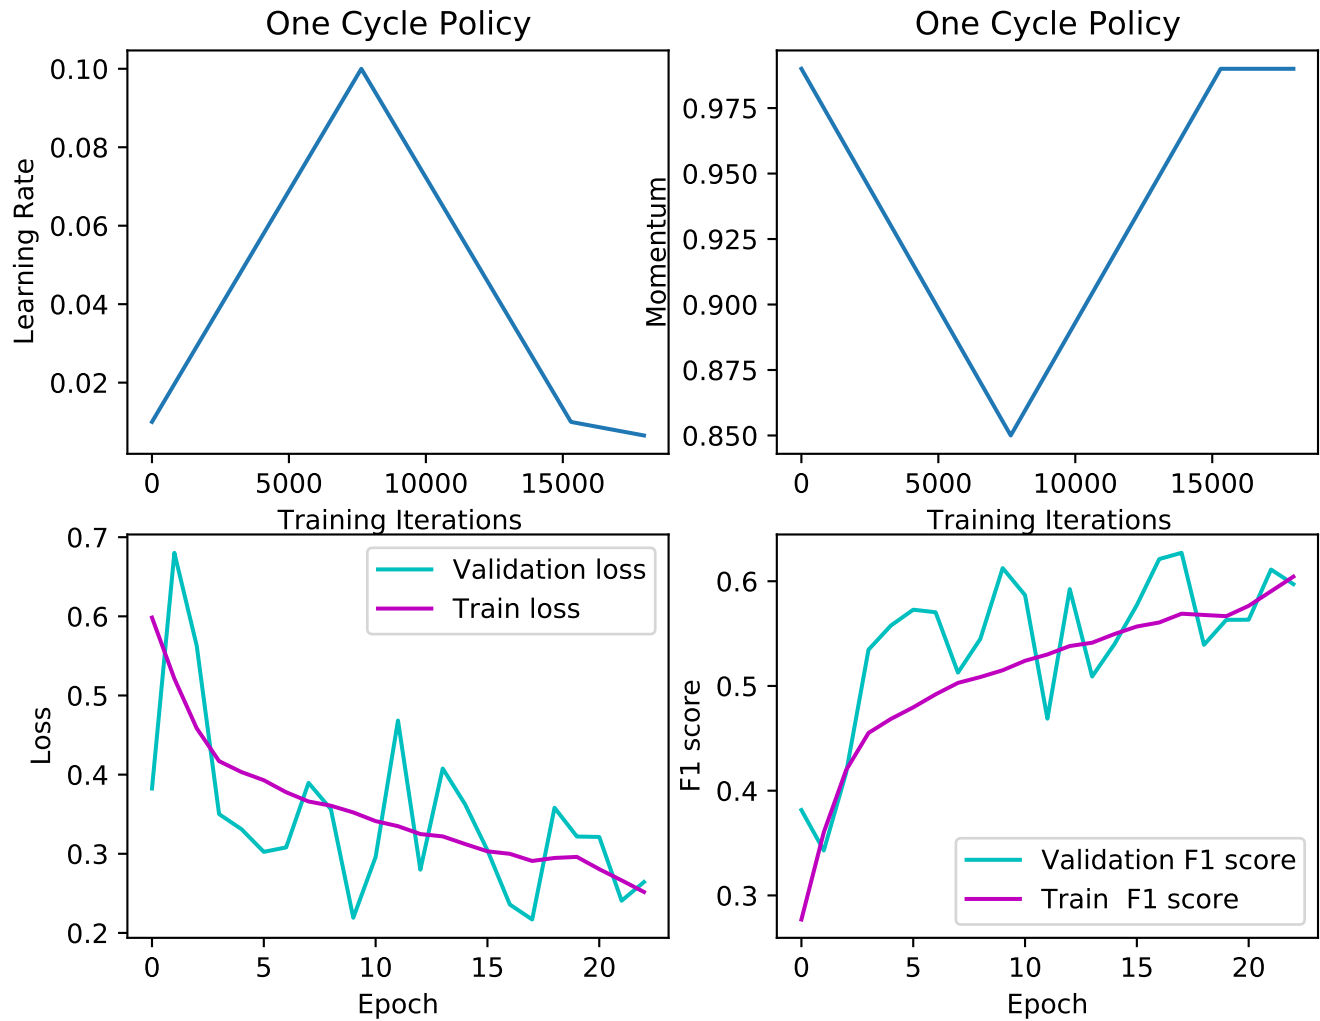 One Cycle Policy
0.10
0.08
0.06
0.04
0.02
Learning Rate
0 5000 10000 15000
Training Iterations
One Cycle Policy
0.975
0.950
0.925
0.900
0.875
0.850
Momentum
0 5000 10000 15000
Training Iterations
0.7
0.6
0.5
0.4
0.3
0.2
Loss
Validation loss
Train loss
0 5 10 15 20
Epoch
0.6
0.5
0.4
0.3
F1 score
Validation F1 score
Train F1 score
0 5 10 15 20
Epoch